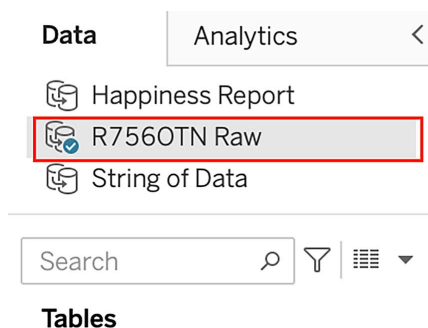 Data Analytics
Happiness Report
R756OTN Raw
String of Data
Search
Tables